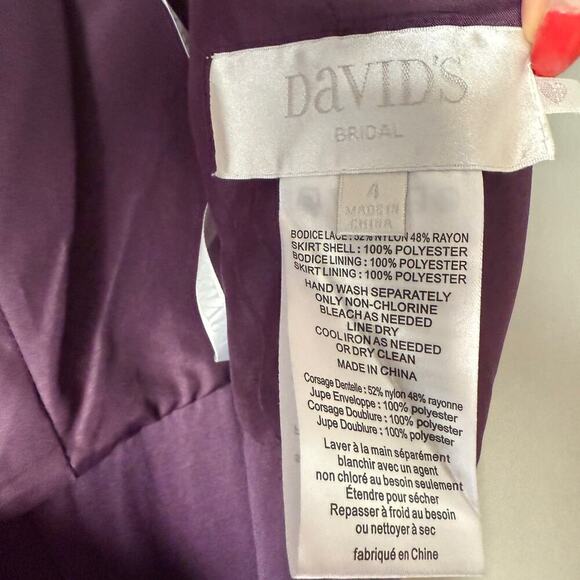 DaVID'S
BRIDAL
4
MADE IN
CHINA
BODICE LACE : 52% NYLON 48% RAYON
SKIRT SHELL : 100% POLYESTER
BODICE LINING : 100% POLYESTER
SKIRT LINING : 100% POLYESTER
HAND WASH SEPARATELY
ONLY NON-CHLORINE
BLEACH AS NEEDED
LINE DRY
COOL IRON AS NEEDED
OR DRY CLEAN
MADE IN CHINA
Corsage Dentelle : 52% nylon 48% rayonne
Jupe Enveloppe : 100% polyester
Corsage Doublure : 100% polyester
Jupe Doublure : 100% polyester
Laver à la main séparément
blanchir avec un agent
non chloré au besoin seulement
Étendre pour sécher
Repasser à froid au besoin
ou nettoyer à sec
fabriqué en Chine